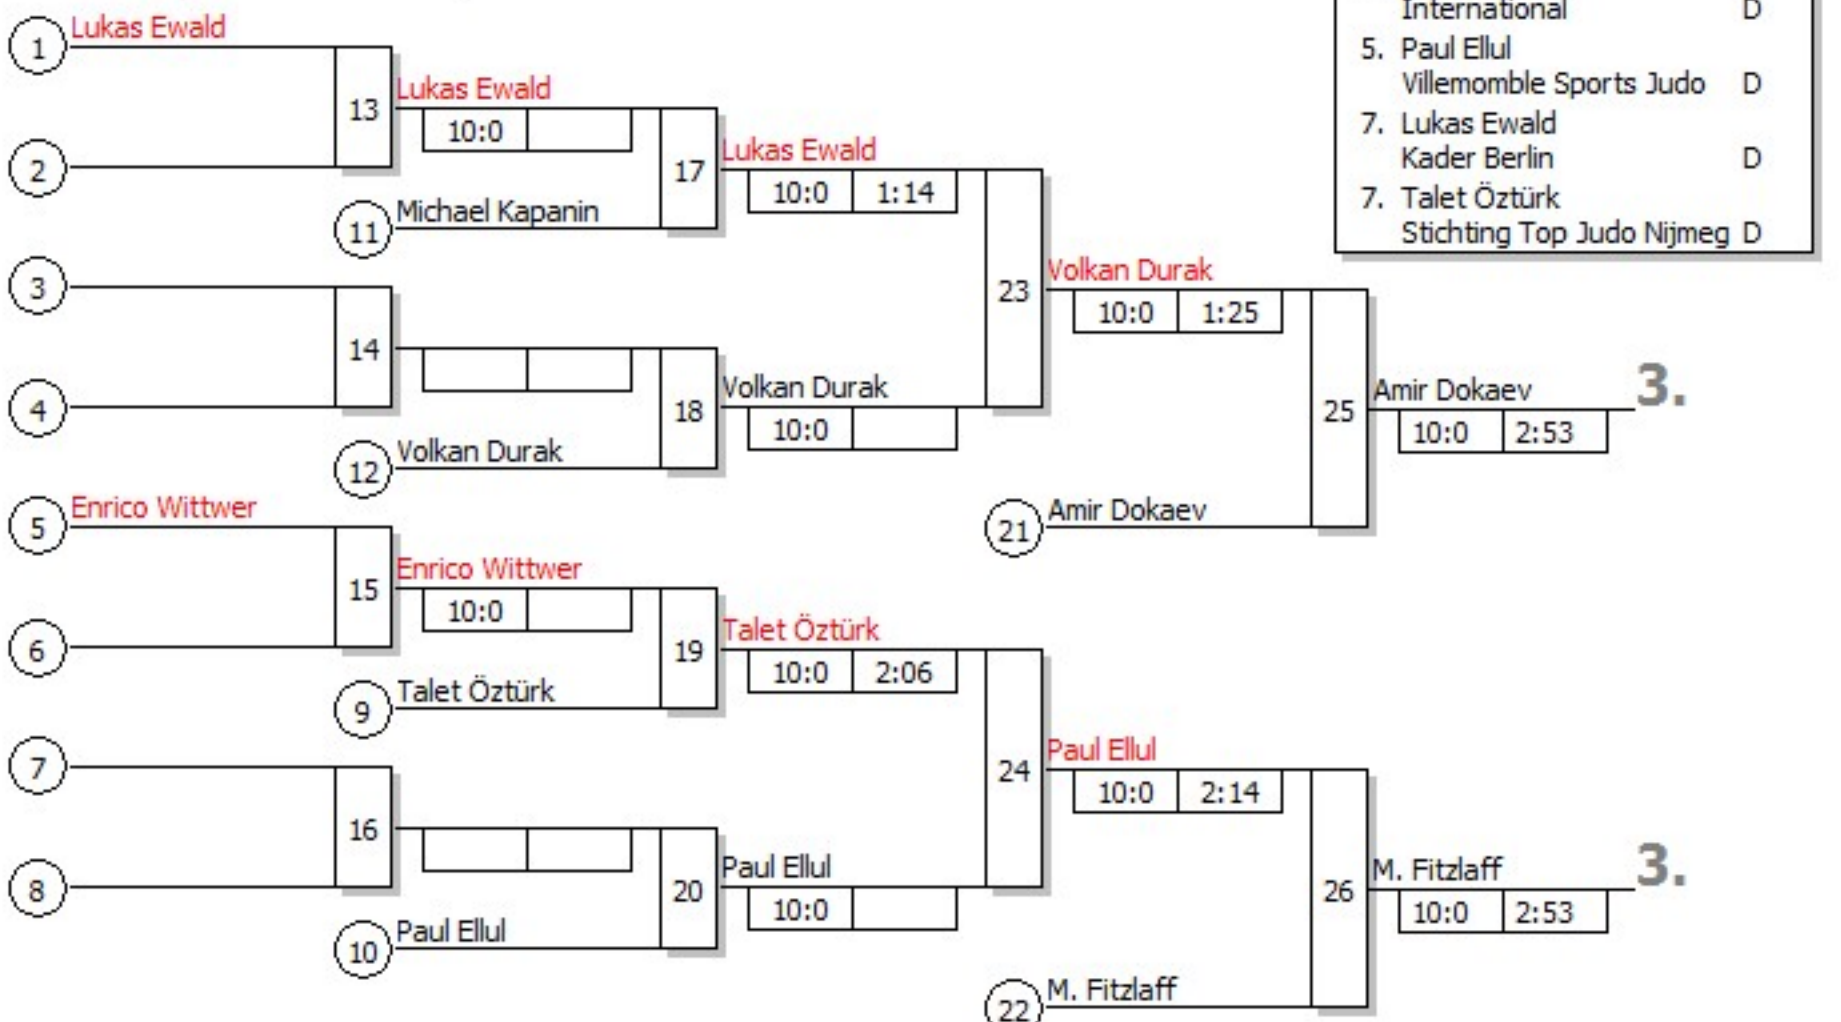 International D
5. Paul Ellul
Villemomble Sports Judo D
7. Lukas Ewald
Kader Berlin D
7. Talet Öztürk
Stichting Top Judo Nijmeg D
1 Lukas Ewald
13 Lukas Ewald
10:0
2
17 Lukas Ewald
10:0 1:14
11 Michael Kapanin
3
23 Volkan Durak
10:0 1:25
14
4
18 Volkan Durak
10:0
12 Volkan Durak
25 Amir Dokaev 3.
10:0 2:53
21 Amir Dokaev
5 Enrico Wittwer
15 Enrico Wittwer
10:0
6
19 Talet Öztürk
10:0 2:06
9 Talet Öztürk
7
24 Paul Ellul
10:0 2:14
16
8
20 Paul Ellul
10:0
10 Paul Ellul
26 M. Fitzlaff 3.
10:0 2:53
22 M. Fitzlaff